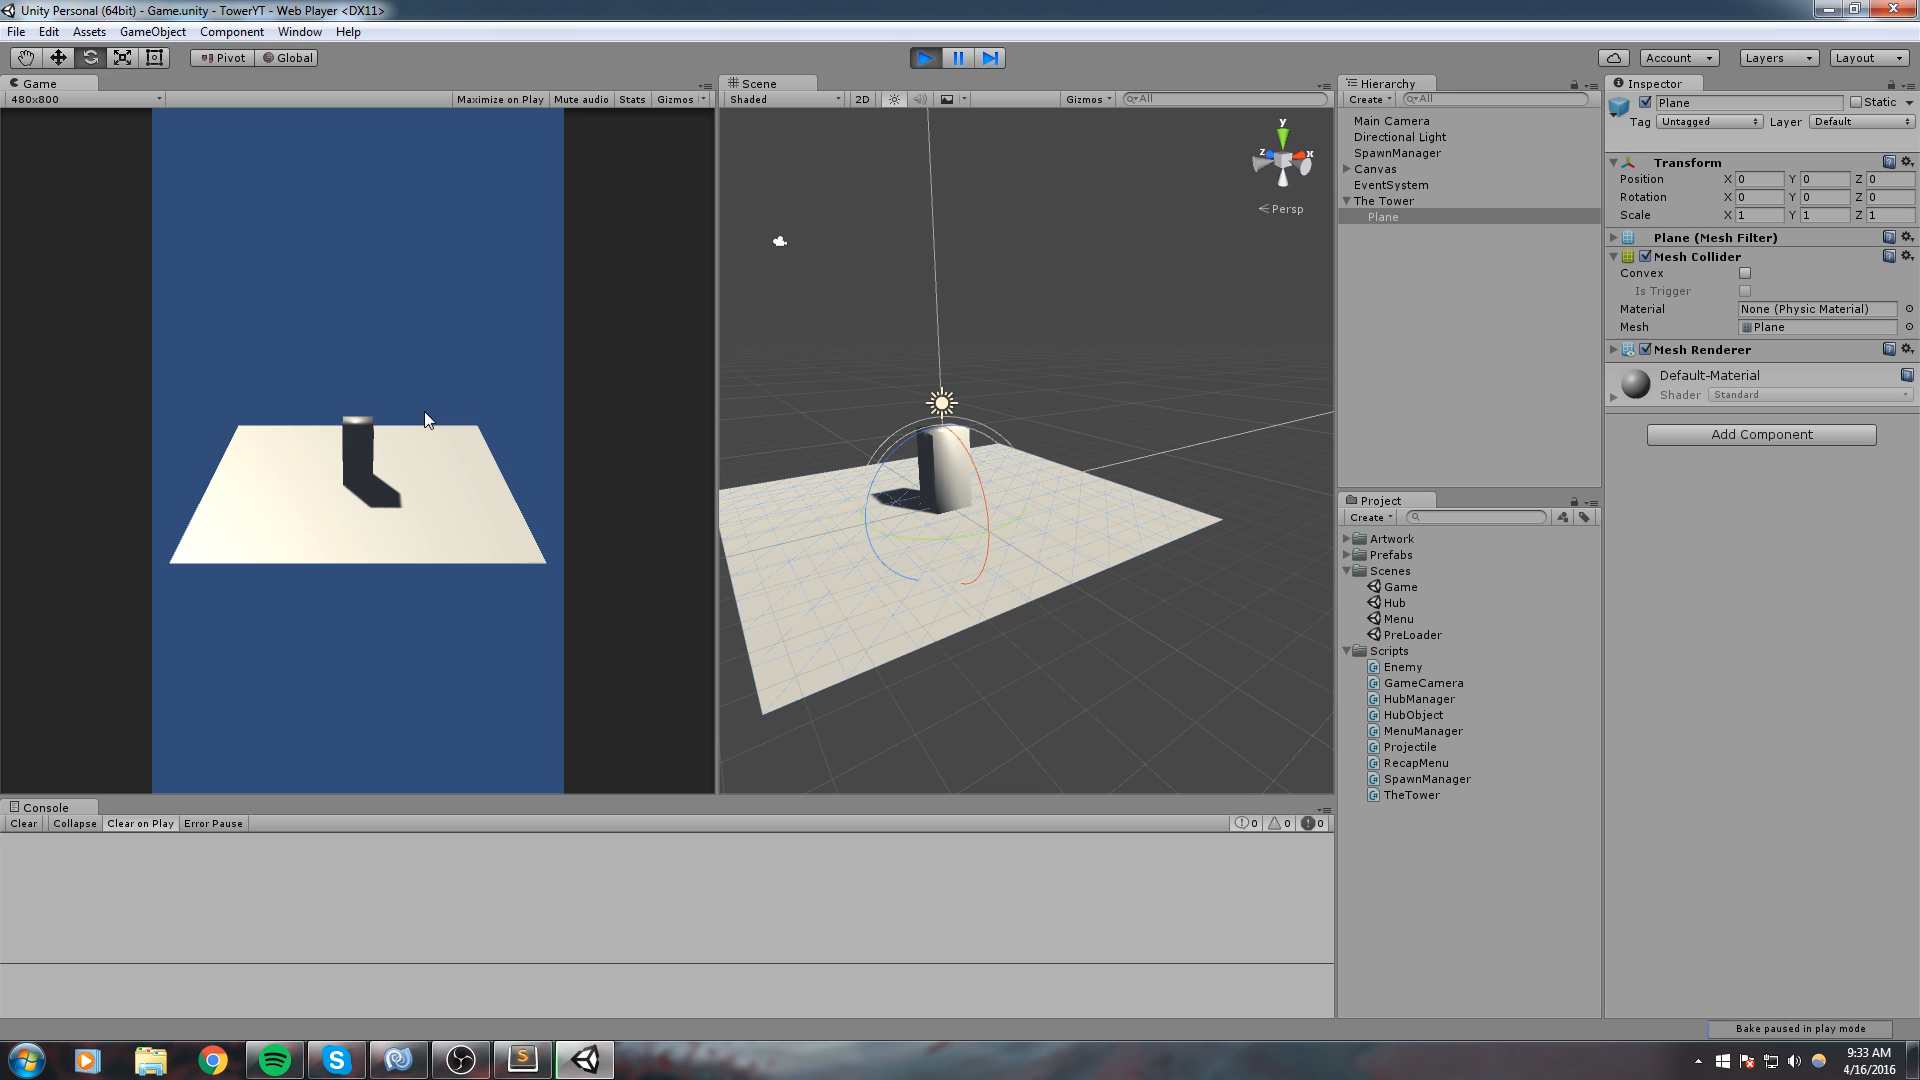 Unity Personal (64bit) - Game.unity - TowerYT - Web Player <DX11>
File Edit Assets GameObject Component Window Help
Pivot Global Account Layers Layout
Game
480x800 Maximize on Play Mute audio Stats Gizmos
Scene
Shaded 2D Gizmos All
y
z x
Persp
Hierarchy
Create All
Main Camera
Directional Light
SpawnManager
Canvas
EventSystem
The Tower
Plane
Inspector
Plane Static
Tag Untagged Layer Default
Transform
Position X 0 Y 0 Z 0
Rotation X 0 Y 0 Z 0
Scale X 1 Y 1 Z 1
Plane (Mesh Filter)
Mesh Collider
Convex
Is Trigger
Material None (Physic Material)
Mesh Plane
Mesh Renderer
Default-Material
Shader Standard
Add Component
Project
Create
Artwork
Prefabs
Scenes
Game
Hub
Menu
PreLoader
Scripts
Enemy
GameCamera
HubManager
HubObject
MenuManager
Projectile
RecapMenu
SpawnManager
TheTower
Console
Clear Collapse Clear on Play Error Pause 0 0 0
Bake paused in play mode
9:33 AM
4/16/2016